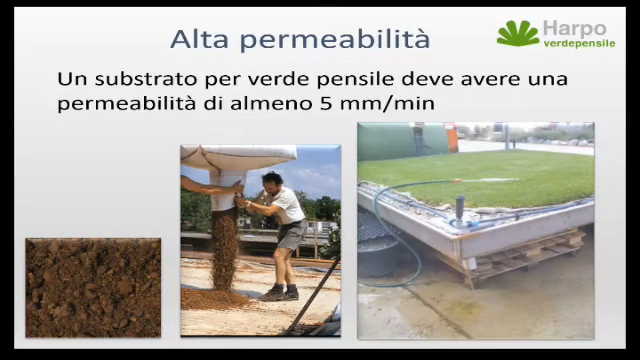 Alta permeabilità
Harpo
verdepensile
Un substrato per verde pensile deve avere una
permeabilità di almeno 5 mm/min